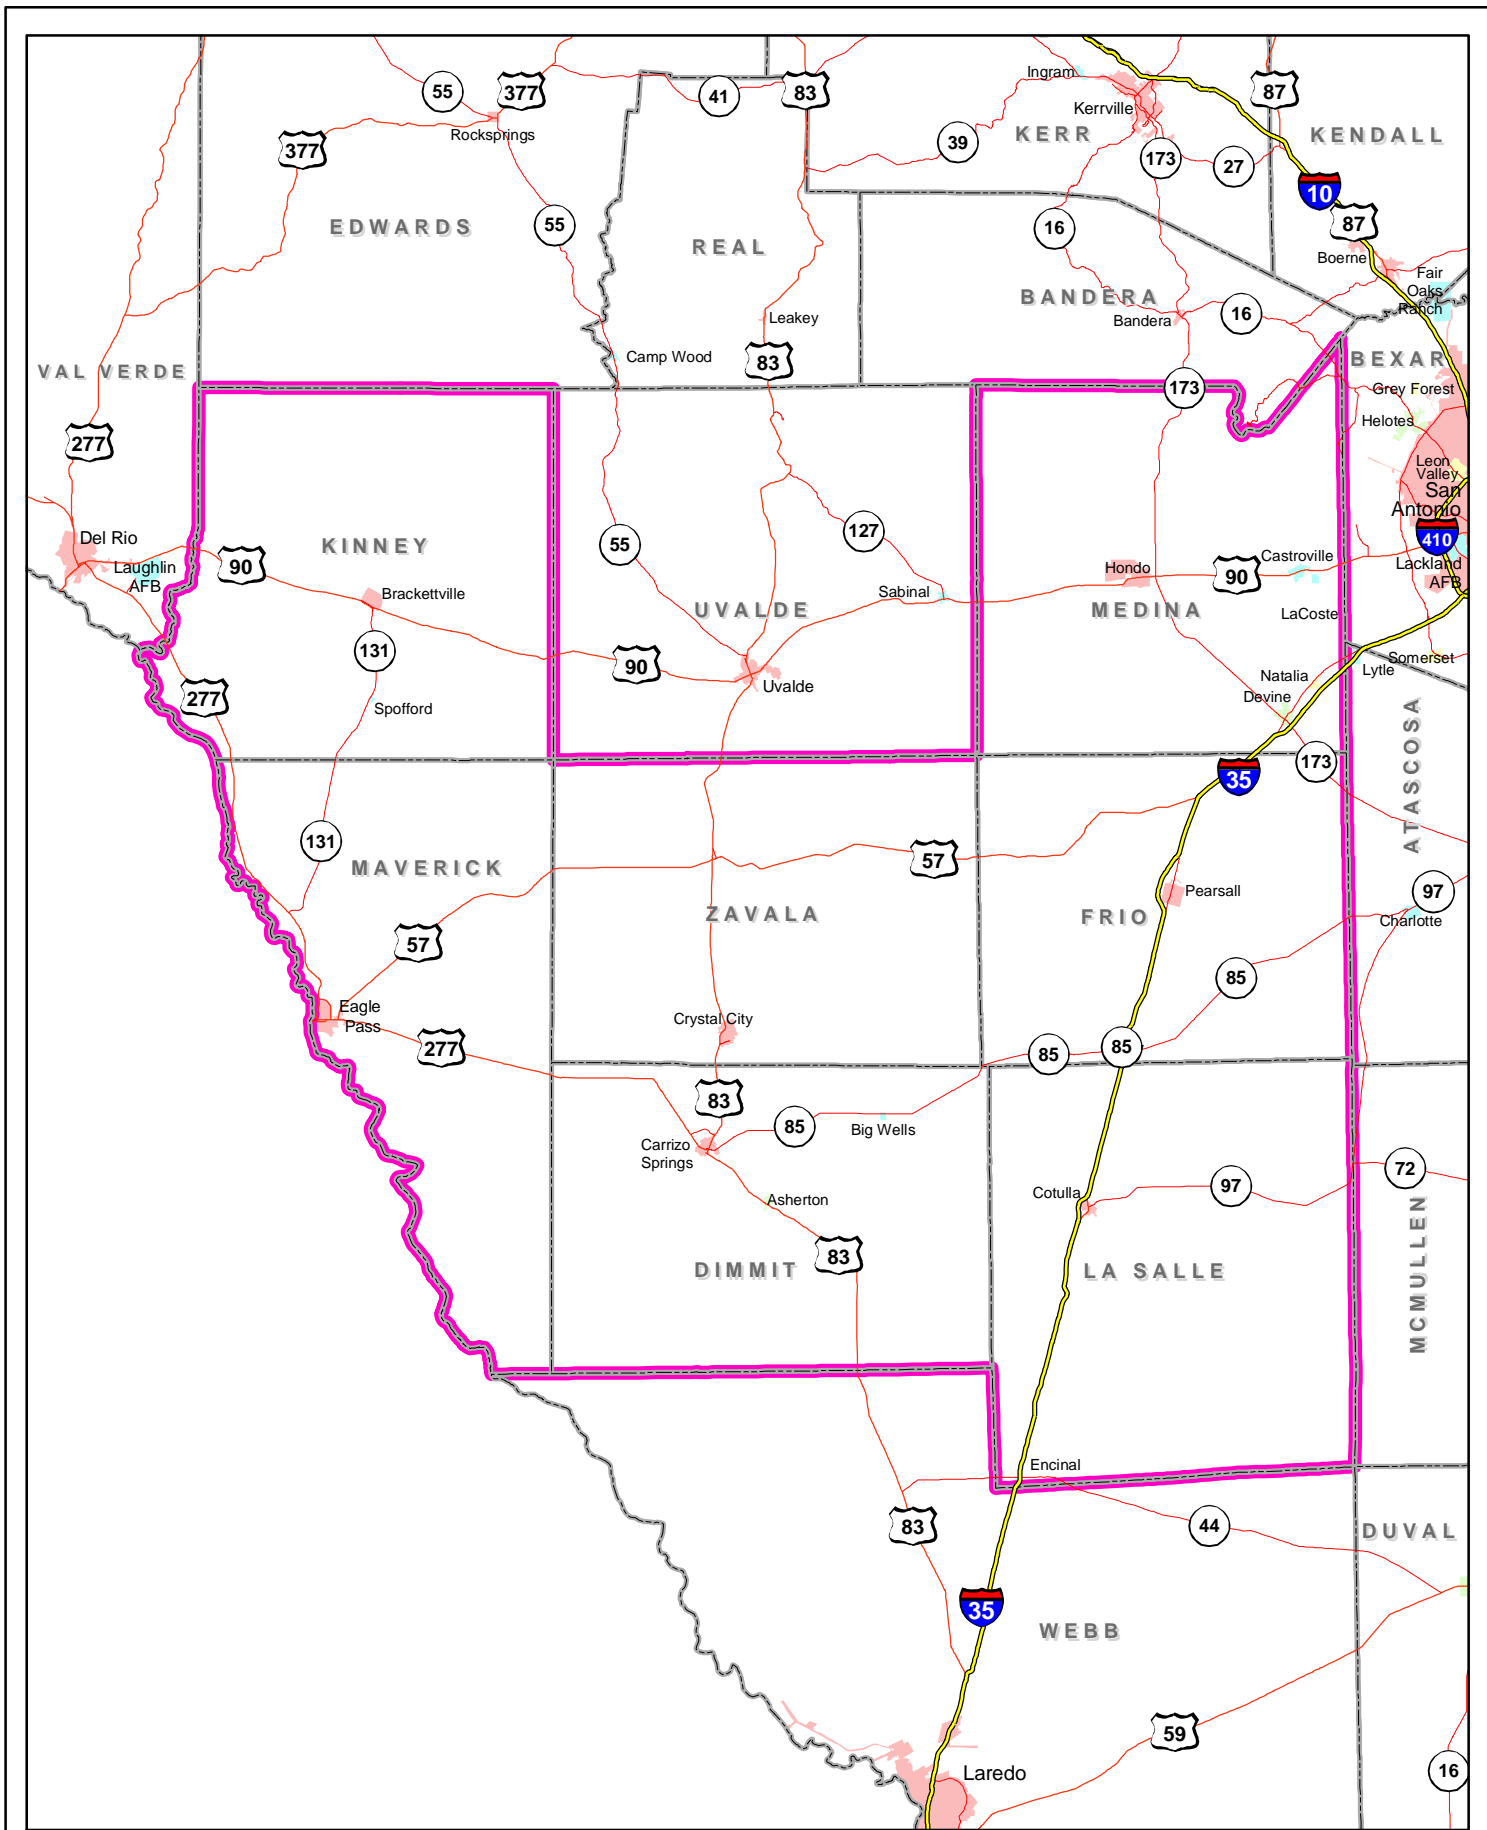 55
377
41
83
Ingram
87
Kerrville
KERR
KENDALL
Rocksprings
377
39
173
27
10
55
EDWARDS
REAL
16
87
Boerne
Fair
Oaks
Ranch
BANDERA
Bandera
16
Leakey
Camp Wood
83
VAL VERDE
BEXAR
173
Grey Forest
Helotes
277
Leon
Valley
San
Antonio
410
Del Rio
KINNEY
55
127
Castroville
Laughlin
AFB
90
Hondo
90
Lackland
AFB
Brackettville
Sabinal
UVALDE
MEDINA
LaCoste
131
90
Somerset
Lytle
277
Uvalde
Natalia
Devine
Spofford
ATASCOSA
35
173
131
MAVERICK
57
Pearsall
97
ZAVALA
FRIO
Charlotte
57
85
Eagle
Pass
Crystal City
277
85
85
83
85
Big Wells
Carrizo
Springs
72
Cotulla
97
Asherton
83
DIMMIT
LA SALLE
MCMULLEN
Encinal
83
44
DUVAL
35
WEBB
59
Laredo
16